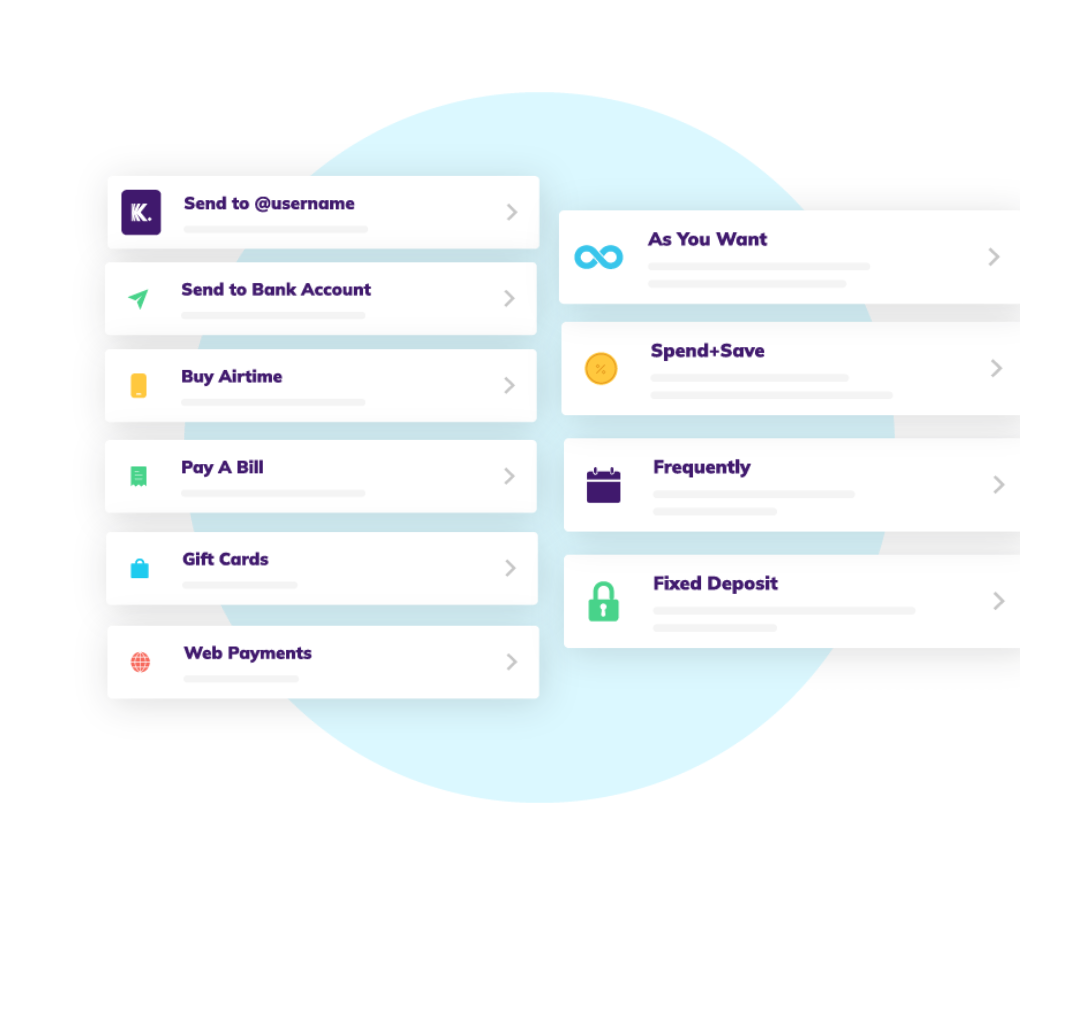 K.
Send to @username
Send to Bank Account
Buy Airtime
Pay A Bill
Gift Cards
Web Payments
As You Want
Spend+Save
Frequently
Fixed Deposit